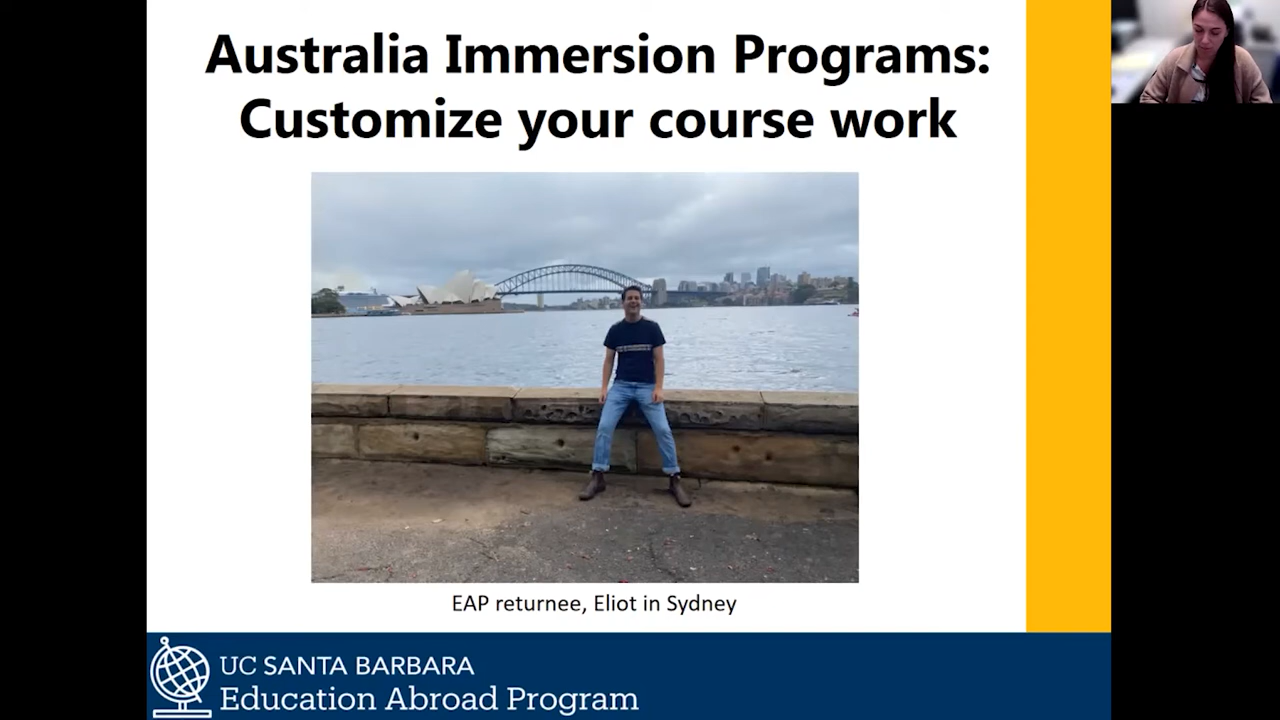 Australia Immersion Programs:
Customize your course work
EAP returnee, Eliot in Sydney
UC SANTA BARBARA
Education Abroad Program